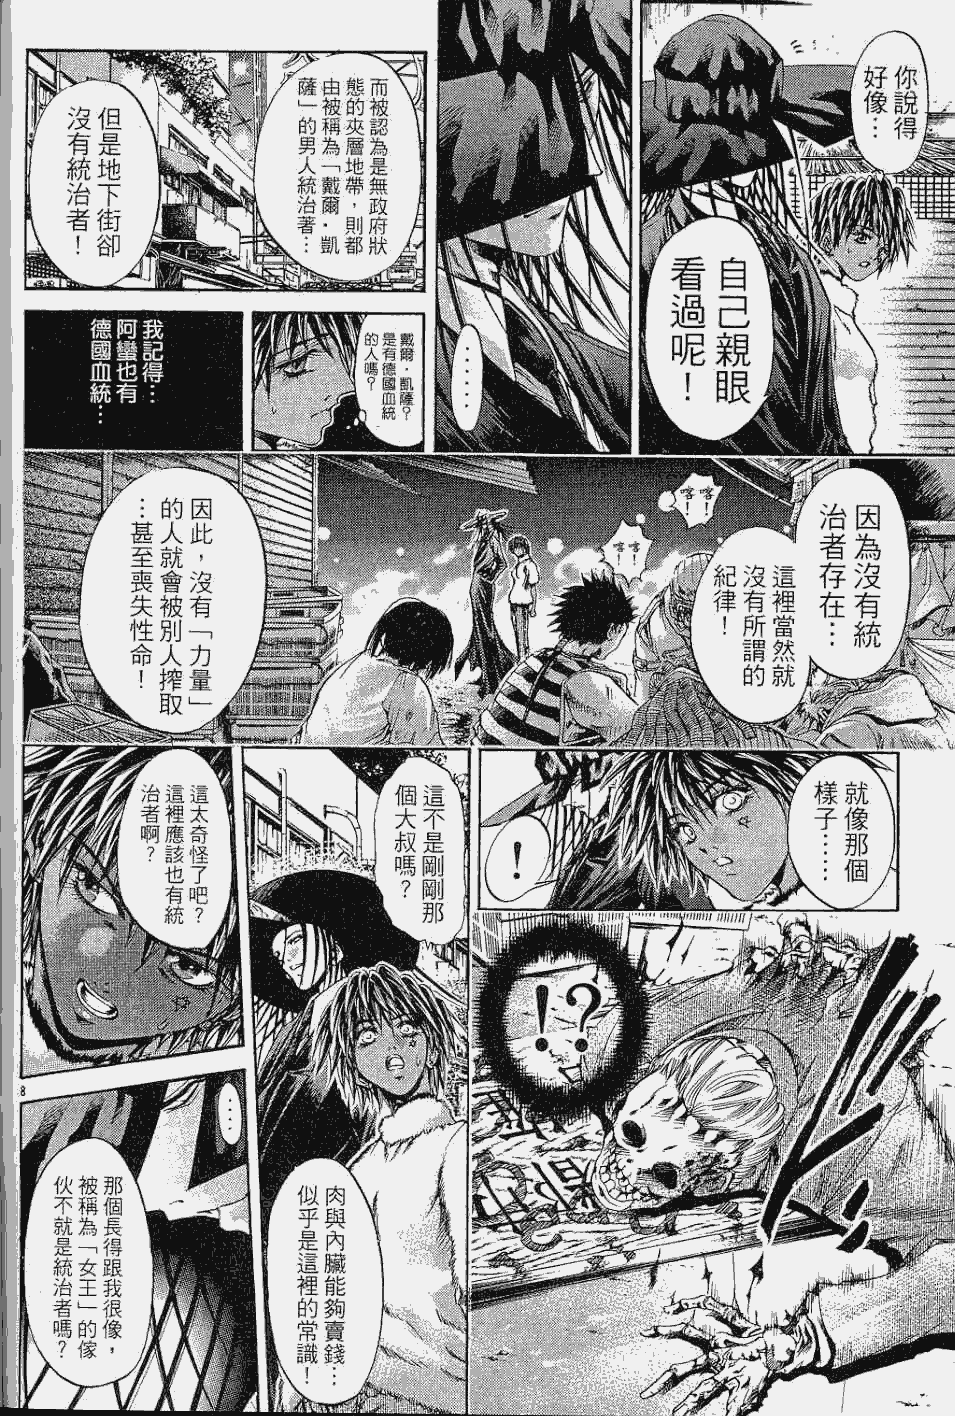 你說得
好像…
自己親眼
看過呢！
……
而被認為是無政府狀
態的夾層地帶，則都
由被稱為「戴爾·凱
薩」的男人統治著…
但是地下街卻
沒有統治者！
戴爾·凱薩？
是有德國血統
的人嗎？
我記得…
阿蠻也有
德國血統…
因為沒有統
治者存在…
這裡當然就
沒有所謂的
紀律！
喀！
喀！
喀！
喀！
因此，沒有「力量」
的人就會被別人搾取
…甚至喪失性命！
就像那個
樣子……
！
！？
這不是剛剛那
個大叔嗎？
肉與內臟能夠賣錢…
似乎是這裡的常識！
這太奇怪了吧？
這裡應該也有統
治者啊？
8
……
那個長得跟我很像，
被稱為「女王」的傢
伙不就是統治者嗎？